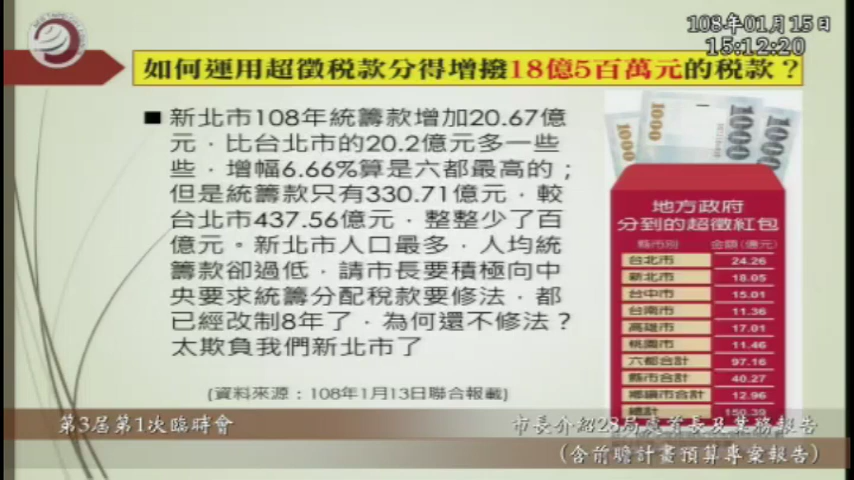 108年01月15日
15:12:20
如何運用超徵稅款分得增撥18億5百萬元的稅款？
■ 新北市108年統籌款增加20.67億
元，比台北市的20.2億元多一些
些，增幅6.66%算是六都最高的；
但是統籌款只有330.71億元，較
台北市437.56億元，整整少了百
億元。新北市人口最多，人均統
籌款卻過低，請市長要積極向中
央要求統籌分配稅款要修法，都
已經改制8年了，為何還不修法？
太欺負我們新北市了
(資料來源：108年1月13日聯合報載)
1000 1000 1000 1000
地方政府
分到的超徵紅包
縣市別 金額(億元)
台北市 24.26
新北市 18.05
台中市 15.01
台南市 11.36
高雄市 17.01
桃園市 11.46
六都合計 97.16
縣市合計 40.27
鄉鎮市合計 12.96
總計 150.39
第3屆第1次臨時會
市長介紹28局處首長及業務報告
(含前瞻計畫預算專案報告)